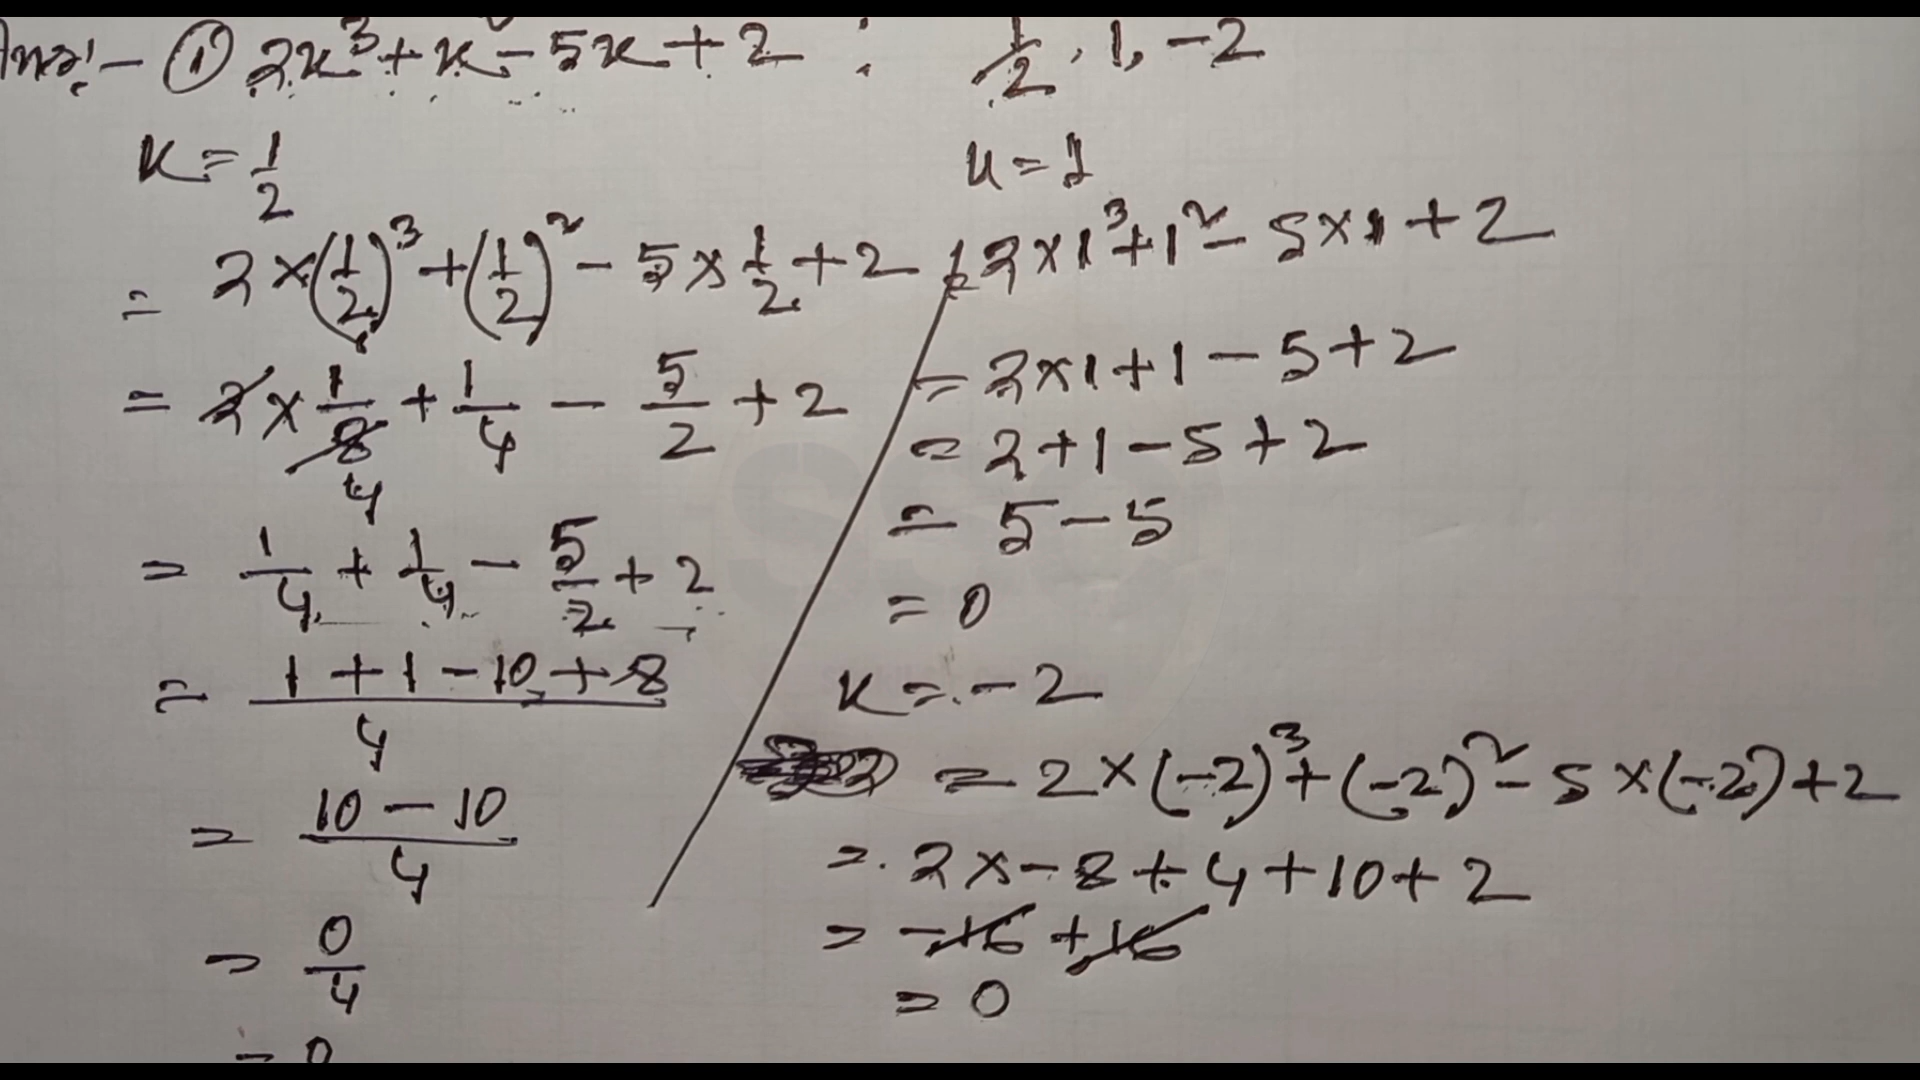 Ans:- ① 2x³ + x² - 5x + 2 : 1/2, 1, -2
x = 1/2
= 2 × (1/2)³ + (1/2)² - 5 × 1/2 + 2
= 2 × 1/8 + 1/4 - 5/2 + 2
4
= 1/4 + 1/4 - 5/2 + 2
= (1 + 1 - 10 + 8)/4
= (10 - 10)/4
= 0/4
= 0
x = 1
2 × 1³ + 1² - 5 × 1 + 2
= 2 × 1 + 1 - 5 + 2
= 2 + 1 - 5 + 2
= 5 - 5
= 0
x = -2
= 2 × (-2)³ + (-2)² - 5 × (-2) + 2
= 2 × -8 + 4 + 10 + 2
= -16 + 16
= 0